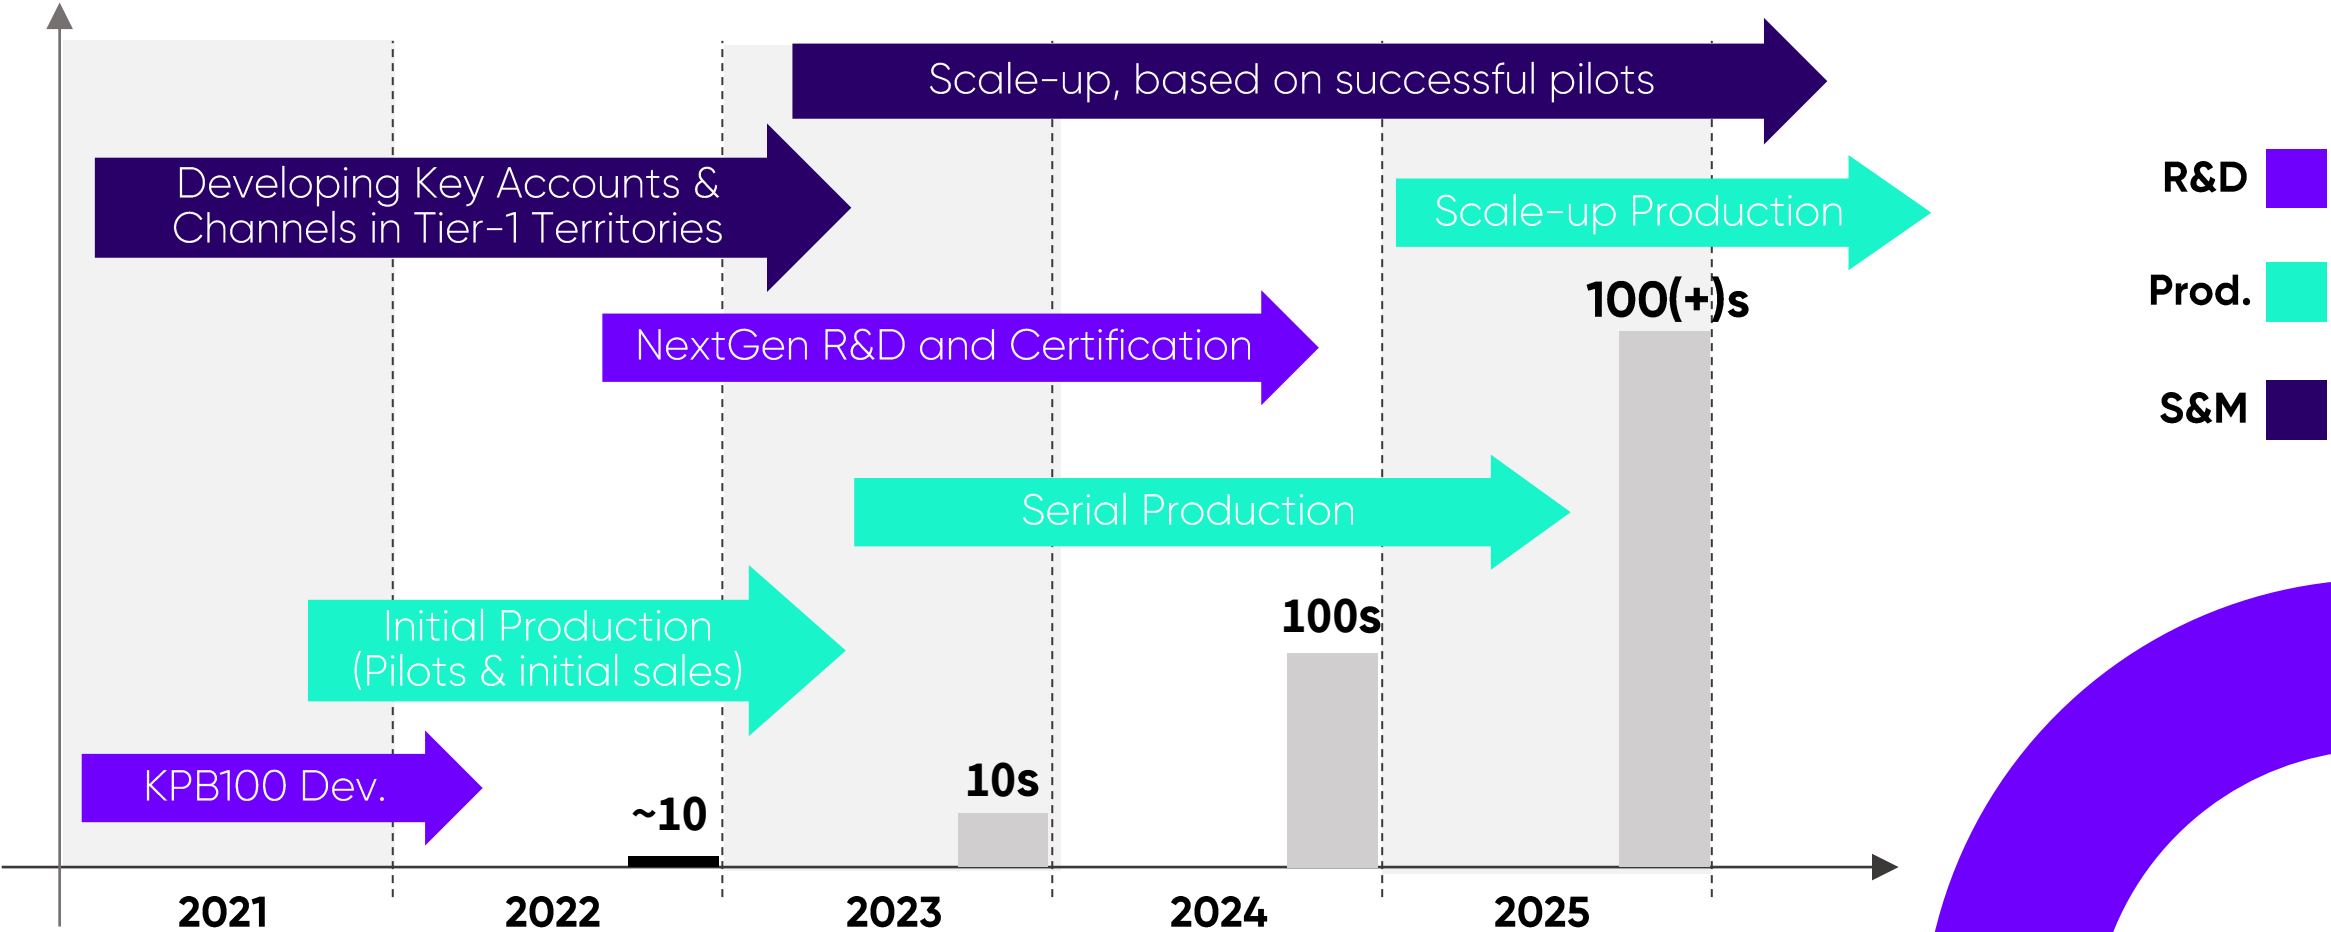 Scale-up, based on successful pilots
Developing Key Accounts &
Channels in Tier-1 Territories
Scale-up Production
NextGen R&D and Certification
100(+)s
Serial Production
Initial Production
(Pilots & initial sales)
100s
KPB100 Dev.
10s
~10
2021
2022
2023
2024
2025
R&D
Prod.
S&M